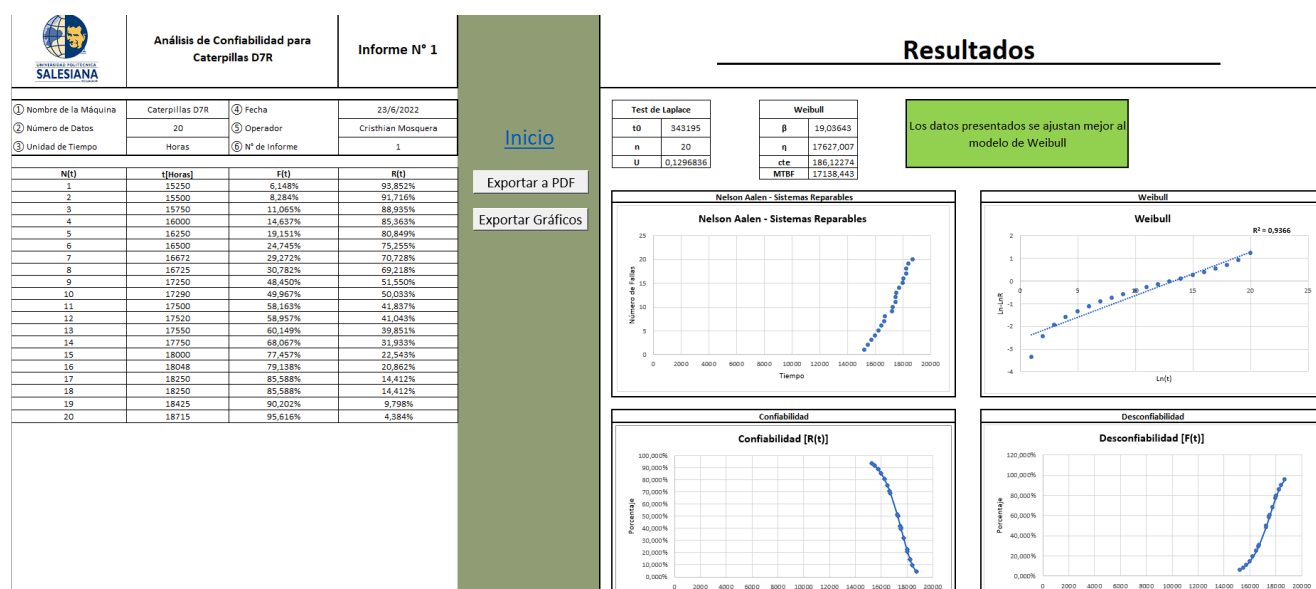 UNIVERSIDAD POLITÉCNICA
SALESIANA
Análisis de Confiabilidad para
Caterpillas D7R
Informe N° 1
① Nombre de la Máquina Caterpillas D7R ④ Fecha 23/6/2022
② Número de Datos 20 ⑤ Operador Cristhian Mosquera
③ Unidad de Tiempo Horas ⑥ N° de Informe 1
N(t) t[Horas] F(t) R(t)
1 15250 6,148% 93,852%
2 15500 8,284% 91,716%
3 15750 11,065% 88,935%
4 16000 14,637% 85,363%
5 16250 19,151% 80,849%
6 16500 24,745% 75,255%
7 16672 29,272% 70,728%
8 16725 30,782% 69,218%
9 17250 48,450% 51,550%
10 17290 49,967% 50,033%
11 17500 58,163% 41,837%
12 17520 58,957% 41,043%
13 17550 60,149% 39,851%
14 17750 68,067% 31,933%
15 18000 77,457% 22,543%
16 18048 79,138% 20,862%
17 18250 85,588% 14,412%
18 18250 85,588% 14,412%
19 18425 90,202% 9,798%
20 18715 95,616% 4,384%
Inicio
Exportar a PDF
Exportar Gráficos
Resultados
Test de Laplace
t0 343195
n 20
U 0,1296836
Weibull
β 19,03643
η 17627,007
cte 186,12274
MTBF 17138,443
Los datos presentados se ajustan mejor al
modelo de Weibull
Nelson Aalen - Sistemas Reparables
Nelson Aalen - Sistemas Reparables
Número de Fallas
25
20
15
10
5
0
0 2000 4000 6000 8000 10000 12000 14000 16000 18000 20000
Tiempo
Weibull
Weibull
R² = 0,9366
Ln-LnR
2
1
0
-1
-2
-3
-4
0 5 10 15 20 25
Ln(t)
Confiabilidad
Confiabilidad [R(t)]
Porcentaje
100,000%
90,000%
80,000%
70,000%
60,000%
50,000%
40,000%
30,000%
20,000%
10,000%
0,000%
0 2000 4000 6000 8000 10000 12000 14000 16000 18000 20000
Desconfiabilidad
Desconfiabilidad [F(t)]
Porcentaje
120,000%
100,000%
80,000%
60,000%
40,000%
20,000%
0,000%
0 2000 4000 6000 8000 10000 12000 14000 16000 18000 20000